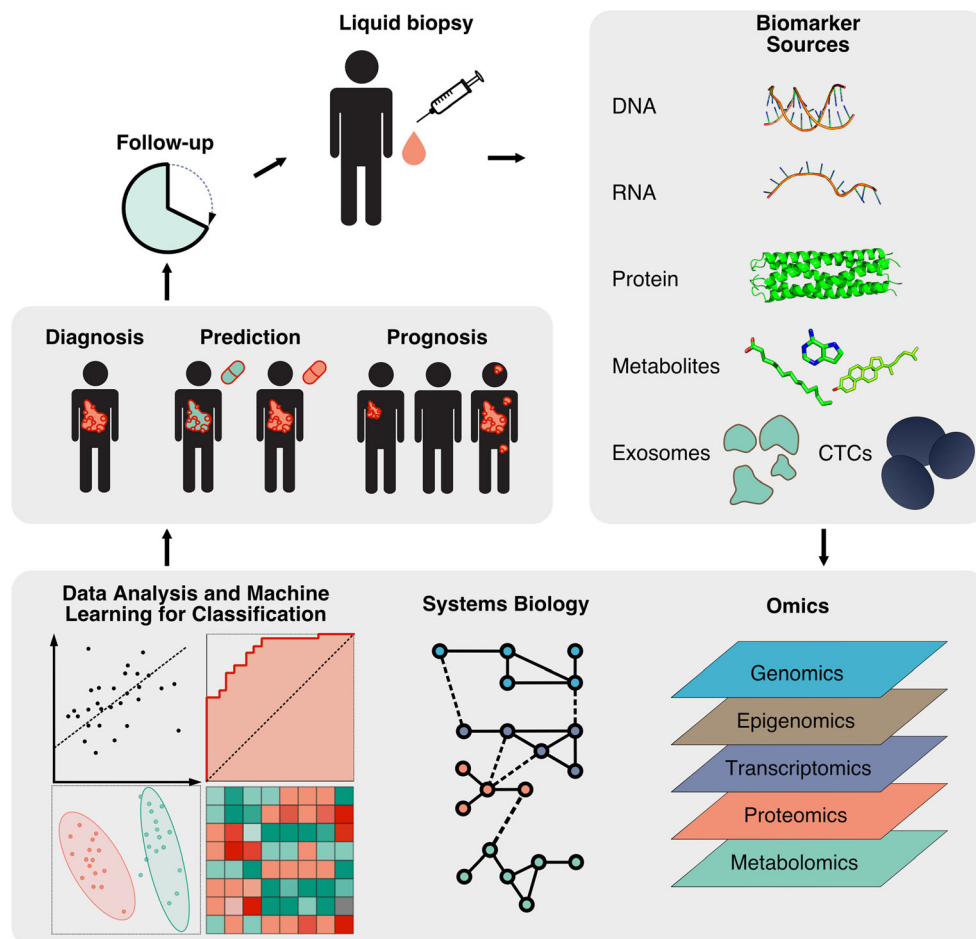 Liquid biopsy
Biomarker
Sources
DNA
RNA
Protein
Metabolites
Exosomes
CTCs
Follow-up
Diagnosis
Prediction
Prognosis
Data Analysis and Machine
Learning for Classification
Systems Biology
Omics
Genomics
Epigenomics
Transcriptomics
Proteomics
Metabolomics